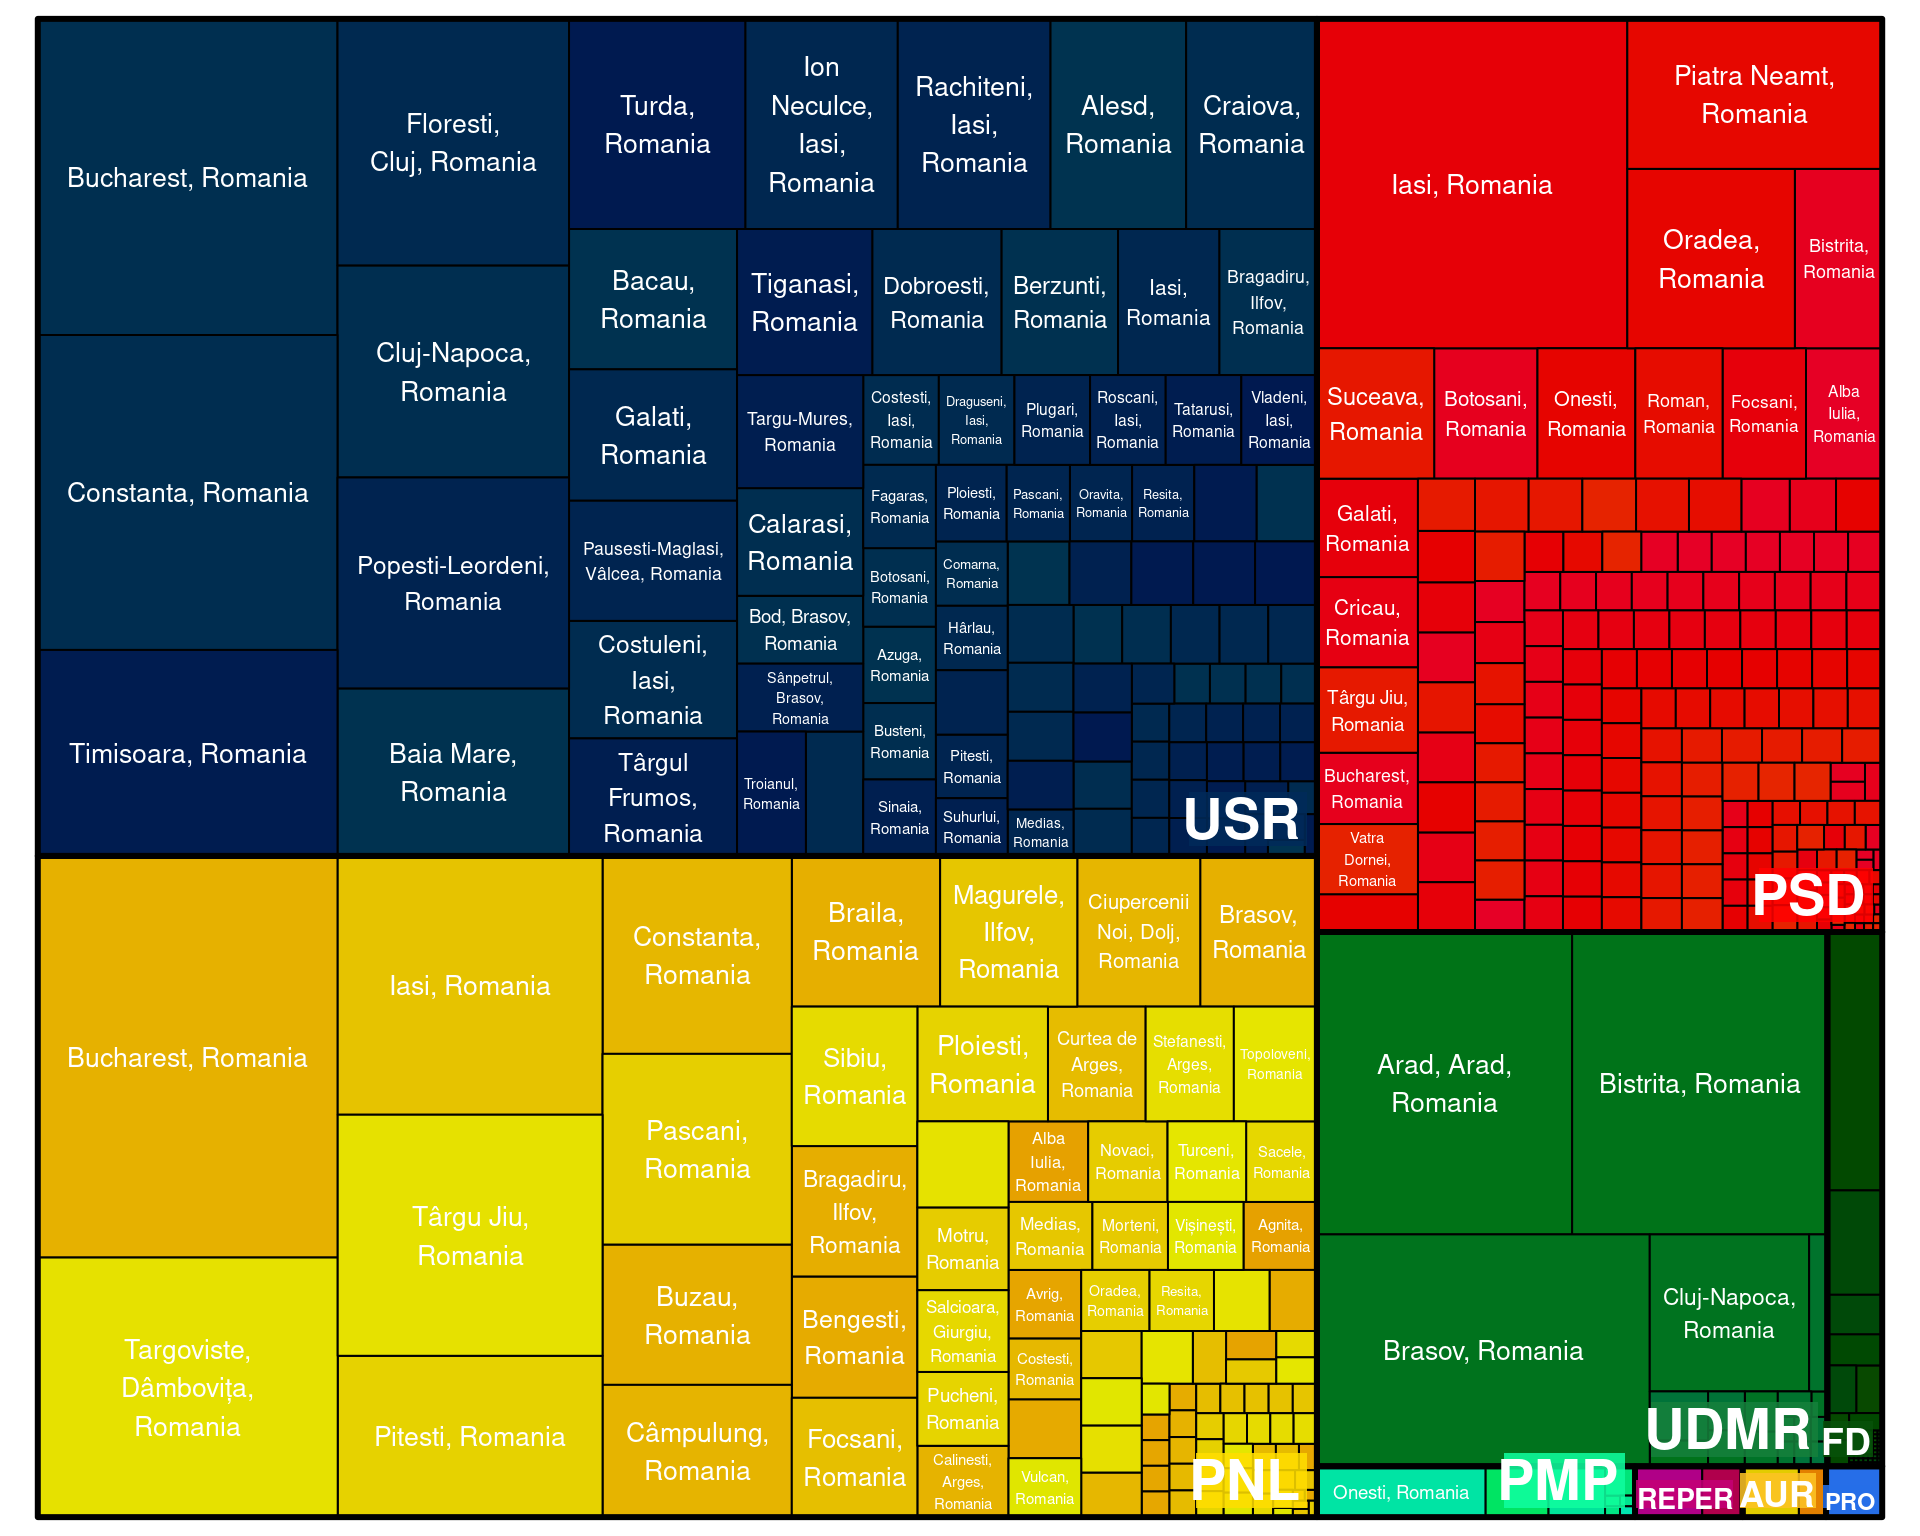 Bucharest, Romania
Constanta, Romania
Timisoara, Romania
Floresti,
Cluj, Romania
Cluj-Napoca,
Romania
Popesti-Leordeni,
Romania
Baia Mare,
Romania
Turda,
Romania
Ion
Neculce,
Iasi,
Romania
Rachiteni,
Iasi,
Romania
Alesd,
Romania
Craiova,
Romania
Bacau,
Romania
Galati,
Romania
Pausesti-Maglasi,
Vâlcea, Romania
Costuleni,
Iasi,
Romania
Târgul
Frumos,
Romania
Tiganasi,
Romania
Dobroesti,
Romania
Berzunti,
Romania
Iasi,
Romania
Bragadiru,
Ilfov,
Romania
Targu-Mures,
Romania
Calarasi,
Romania
Bod, Brasov,
Romania
Sânpetrul,
Brasov,
Romania
Troianul,
Romania
Costesti,
Iasi,
Romania
Draguseni,
Iasi,
Romania
Plugari,
Romania
Roscani,
Iasi,
Romania
Tatarusi,
Romania
Vladeni,
Iasi,
Romania
Fagaras,
Romania
Botosani,
Romania
Azuga,
Romania
Busteni,
Romania
Sinaia,
Romania
Ploiesti,
Romania
Pascani,
Romania
Oravita,
Romania
Resita,
Romania
Comarna,
Romania
Hârlau,
Romania
Pitesti,
Romania
Suhurlui,
Romania
Medias,
Romania
USR
Iasi, Romania
Piatra Neamt,
Romania
Oradea,
Romania
Bistrita,
Romania
Suceava,
Romania
Botosani,
Romania
Onesti,
Romania
Roman,
Romania
Focsani,
Romania
Alba
Iulia,
Romania
Galati,
Romania
Cricau,
Romania
Târgu Jiu,
Romania
Bucharest,
Romania
Vatra
Dornei,
Romania
PSD
Bucharest, Romania
Targoviste,
Dâmbovița,
Romania
Iasi, Romania
Târgu Jiu,
Romania
Pitesti, Romania
Constanta,
Romania
Pascani,
Romania
Buzau,
Romania
Câmpulung,
Romania
Braila,
Romania
Magurele,
Ilfov,
Romania
Ciupercenii
Noi, Dolj,
Romania
Brasov,
Romania
Sibiu,
Romania
Bragadiru,
Ilfov,
Romania
Bengesti,
Romania
Focsani,
Romania
Ploiesti,
Romania
Curtea de
Arges,
Romania
Stefanesti,
Arges,
Romania
Topoloveni,
Romania
Motru,
Romania
Salcioara,
Giurgiu,
Romania
Pucheni,
Romania
Calinesti,
Arges,
Romania
Alba
Iulia,
Romania
Novaci,
Romania
Turceni,
Romania
Sacele,
Romania
Medias,
Romania
Morteni,
Romania
Vișinești,
Romania
Agnita,
Romania
Avrig,
Romania
Oradea,
Romania
Resita,
Romania
Costesti,
Romania
Vulcan,
Romania
PNL
Arad, Arad,
Romania
Bistrita, Romania
Brasov, Romania
Cluj-Napoca,
Romania
UDMR
FD
Onesti, Romania
PMP
REPER
AUR
PRO